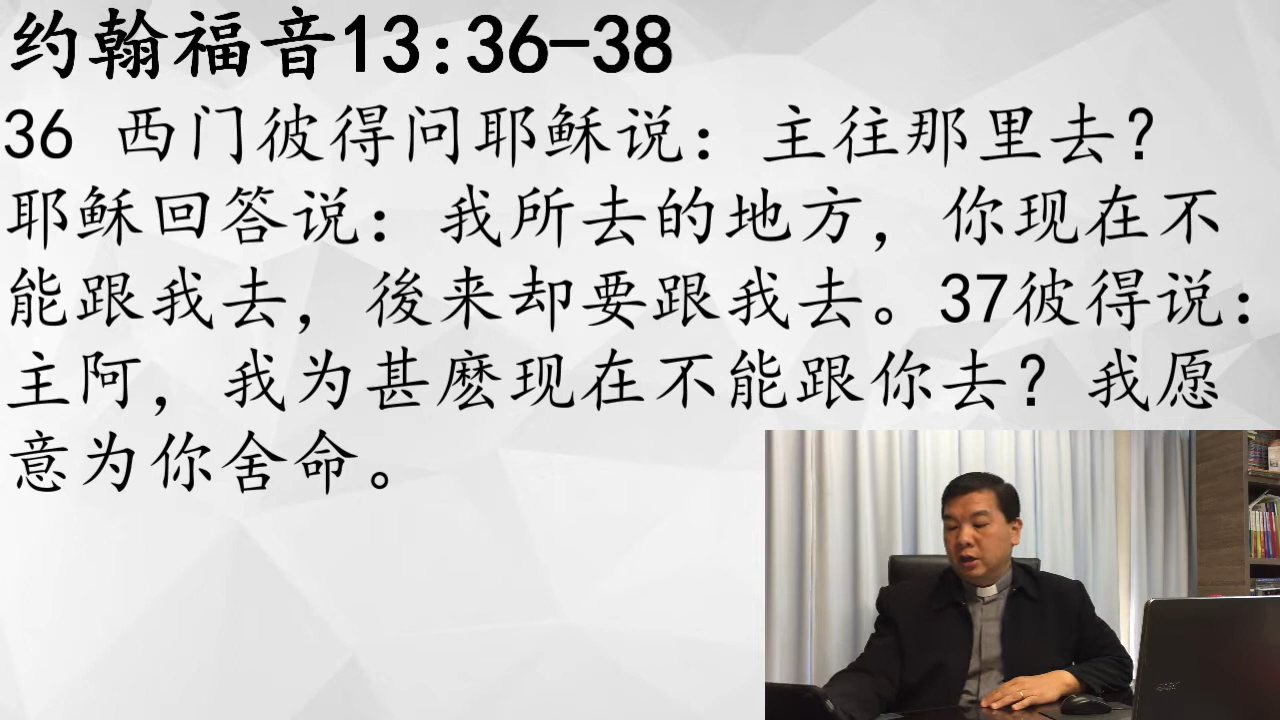 约翰福音13:36-38
36 西门彼得问耶稣说：主往那里去？
耶稣回答说：我所去的地方，你现在不
能跟我去，後来却要跟我去。37彼得说：
主阿，我为甚麽现在不能跟你去？我愿
意为你舍命。
acer